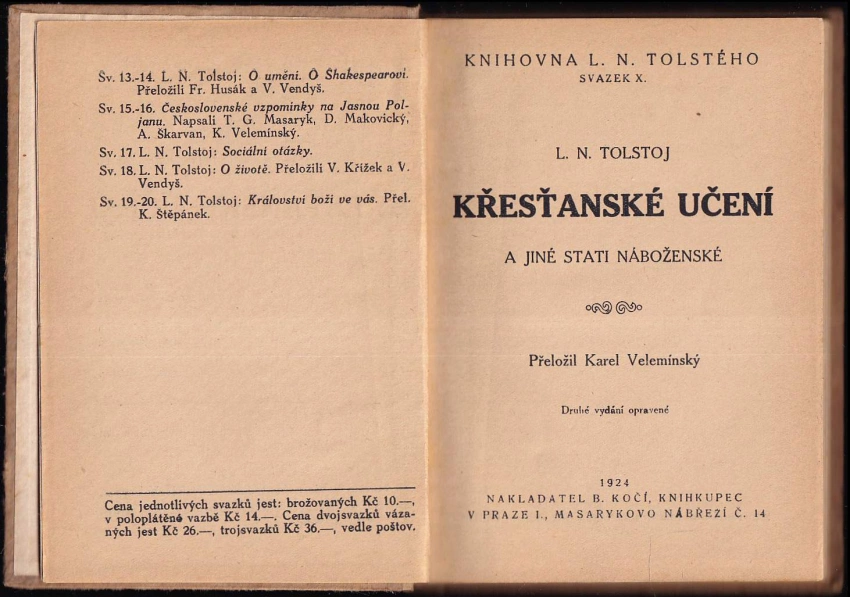 Sv. 13.-14. L. N. Tolstoj: O umění. O Shakespearovi.
Přeložili Fr. Husák a V. Vendyš.
Sv. 15.-16. Československé vzpomínky na Jasnou Pol-
janu. Napsali T. G. Masaryk, D. Makovický,
A. Škarvan, K. Velemínský.
Sv. 17. L. N. Tolstoj: Sociální otázky.
Sv. 18. L. N. Tolstoj: O životě. Přeložili V. Křížek a V.
Vendyš.
Sv. 19.-20. L. N. Tolstoj: Království boží ve vás. Přel.
K. Štěpánek.
Cena jednotlivých svazků jest: brožovaných Kč 10.—,
v poloplátěné vazbě Kč 14.—. Cena dvojsvazků váza-
ných jest Kč 26.—, trojsvazků Kč 36.—, vedle poštov.
KNIHOVNA L. N. TOLSTÉHO
SVAZEK X.
L. N. TOLSTOJ
KŘESŤANSKÉ UČENÍ
A JINÉ STATI NÁBOŽENSKÉ
Přeložil Karel Velemínský
Druhé vydání opravené
1924
NAKLADATEL B. KOČÍ, KNIHKUPEC
V PRAZE I., MASARYKOVO NÁBŘEŽÍ Č. 14